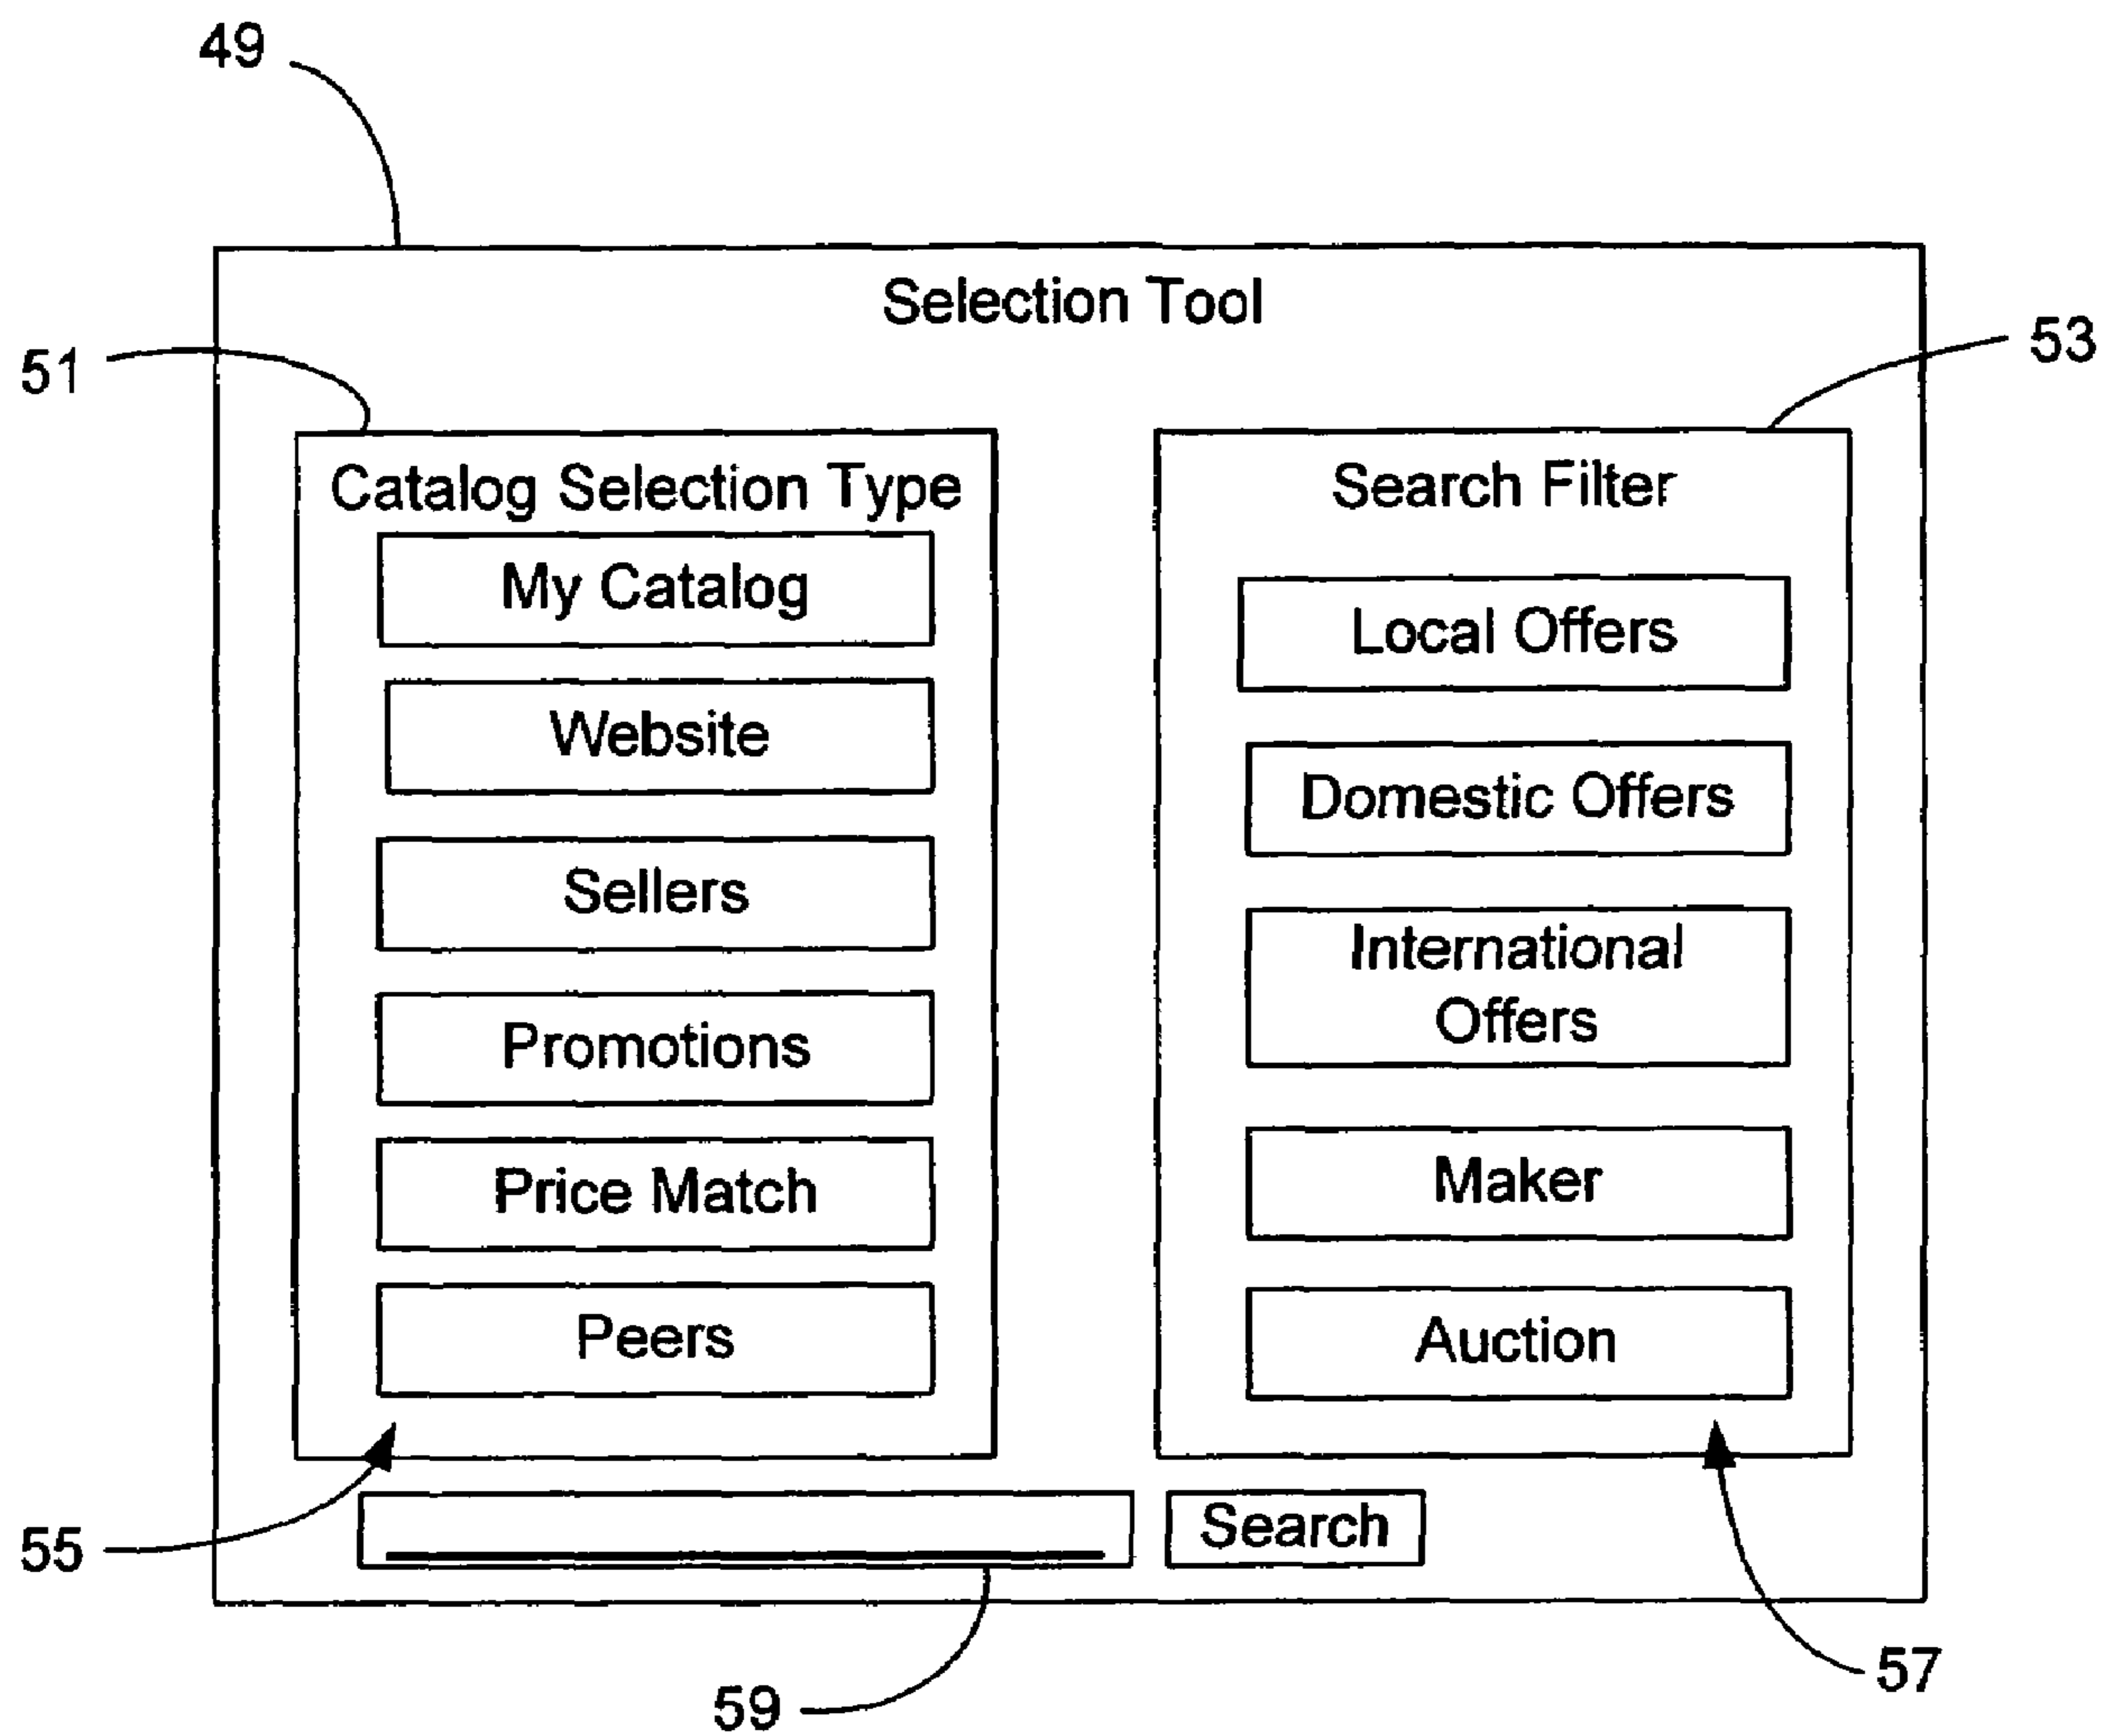 49
Selection Tool
51
53
Catalog Selection Type
My Catalog
Website
Sellers
Promotions
Price Match
Peers
Search Filter
Local Offers
Domestic Offers
International
Offers
Maker
Auction
55
Search
57
59